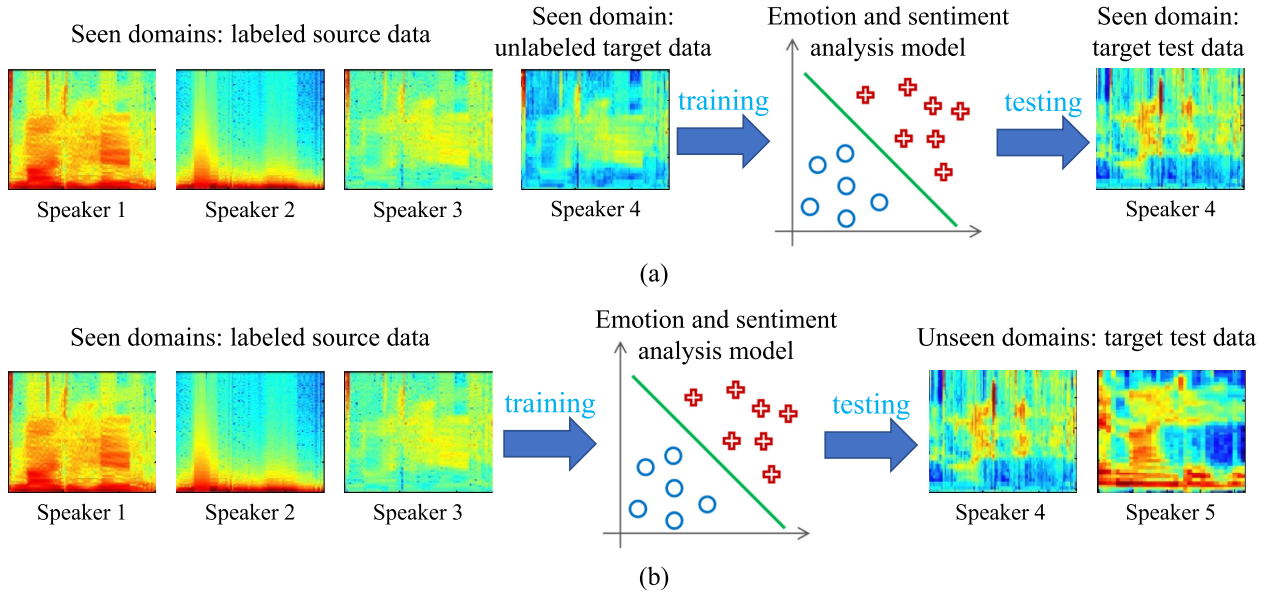 Seen domains: labeled source data
Seen domain:
unlabeled target data
Emotion and sentiment
analysis model
Seen domain:
target test data
training
testing
Speaker 1
Speaker 2
Speaker 3
Speaker 4
Speaker 4
(a)
Seen domains: labeled source data
Emotion and sentiment
analysis model
Unseen domains: target test data
training
testing
Speaker 1
Speaker 2
Speaker 3
Speaker 4
Speaker 5
(b)